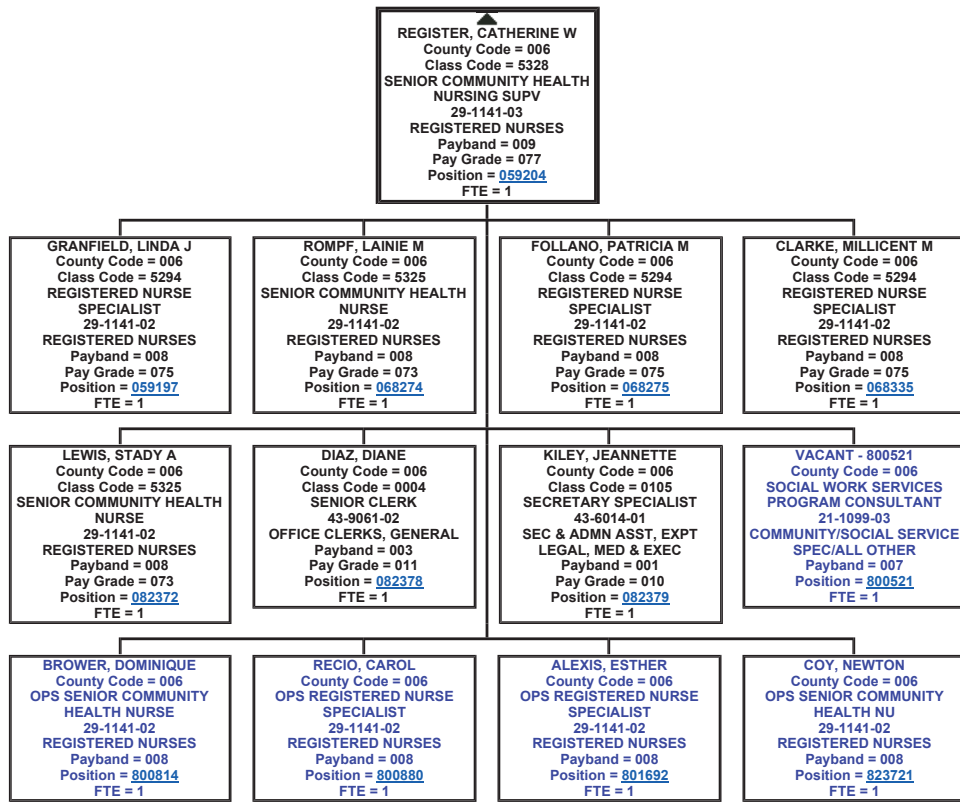 REGISTER, CATHERINE W
County Code = 006
Class Code = 5328
SENIOR COMMUNITY HEALTH
NURSING SUPV
29-1141-03
REGISTERED NURSES
Payband = 009
Pay Grade = 077
Position = 059204
FTE = 1
GRANFIELD, LINDA J
County Code = 006
Class Code = 5294
REGISTERED NURSE
SPECIALIST
29-1141-02
REGISTERED NURSES
Payband = 008
Pay Grade = 075
Position = 059197
FTE = 1
ROMPF, LAINIE M
County Code = 006
Class Code = 5325
SENIOR COMMUNITY HEALTH
NURSE
29-1141-02
REGISTERED NURSES
Payband = 008
Pay Grade = 073
Position = 068274
FTE = 1
FOLLANO, PATRICIA M
County Code = 006
Class Code = 5294
REGISTERED NURSE
SPECIALIST
29-1141-02
REGISTERED NURSES
Payband = 008
Pay Grade = 075
Position = 068275
FTE = 1
CLARKE, MILLICENT M
County Code = 006
Class Code = 5294
REGISTERED NURSE
SPECIALIST
29-1141-02
REGISTERED NURSES
Payband = 008
Pay Grade = 075
Position = 068335
FTE = 1
LEWIS, STADY A
County Code = 006
Class Code = 5325
SENIOR COMMUNITY HEALTH
NURSE
29-1141-02
REGISTERED NURSES
Payband = 008
Pay Grade = 073
Position = 082372
FTE = 1
DIAZ, DIANE
County Code = 006
Class Code = 0004
SENIOR CLERK
43-9061-02
OFFICE CLERKS, GENERAL
Payband = 003
Pay Grade = 011
Position = 082378
FTE = 1
KILEY, JEANNETTE
County Code = 006
Class Code = 0105
SECRETARY SPECIALIST
43-6014-01
SEC & ADMN ASST, EXPT
LEGAL, MED & EXEC
Payband = 001
Pay Grade = 010
Position = 082379
FTE = 1
VACANT - 800521
County Code = 006
SOCIAL WORK SERVICES
PROGRAM CONSULTANT
21-1099-03
COMMUNITY/SOCIAL SERVICE
SPEC/ALL OTHER
Payband = 007
Position = 800521
FTE = 1
BROWER, DOMINIQUE
County Code = 006
OPS SENIOR COMMUNITY
HEALTH NURSE
29-1141-02
REGISTERED NURSES
Payband = 008
Position = 800814
FTE = 1
RECIO, CAROL
County Code = 006
OPS REGISTERED NURSE
SPECIALIST
29-1141-02
REGISTERED NURSES
Payband = 008
Position = 800880
FTE = 1
ALEXIS, ESTHER
County Code = 006
OPS REGISTERED NURSE
SPECIALIST
29-1141-02
REGISTERED NURSES
Payband = 008
Position = 801692
FTE = 1
COY, NEWTON
County Code = 006
OPS SENIOR COMMUNITY
HEALTH NU
29-1141-02
REGISTERED NURSES
Payband = 008
Position = 823721
FTE = 1